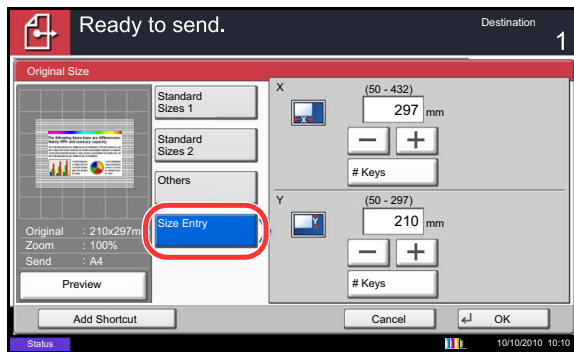 Ready to send.
Destination
1
Original Size
Standard
Sizes 1
Standard
Sizes 2
Others
Size Entry
Original : 210x297m
Zoom : 100%
Send : A4
Preview
X
(50 - 432)
297 mm
# Keys
Y
(50 - 297)
210 mm
# Keys
Add Shortcut
Cancel
OK
Status
10/10/2010 10:10